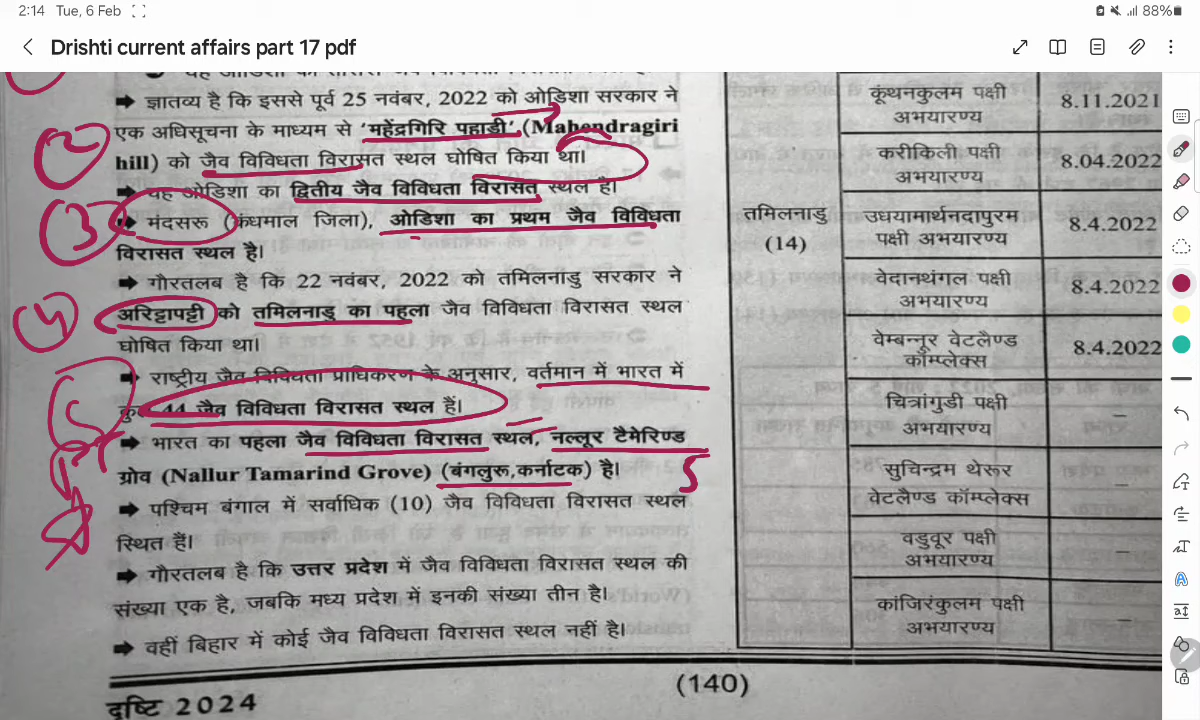 2:14 Tue, 6 Feb
88%
Drishti current affairs part 17 pdf
➡ ज्ञातव्य है कि इससे पूर्व 25 नवंबर, 2022 को ओडिशा सरकार ने
एक अधिसूचना के माध्यम से 'महेंद्रगिरि पहाडी' (Mahendragiri
hill) को जैव विविधता विरासत स्थल घोषित किया था।
➡ यह ओडिशा का द्वितीय जैव विविधता विरासत स्थल है।
➡ मंदसरू (कंधमाल जिला), ओडिशा का प्रथम जैव विविधता
विरासत स्थल है।
➡ गौरतलब है कि 22 नवंबर, 2022 को तमिलनाडु सरकार ने
अरिट्टापट्टी को तमिलनाडु का पहला जैव विविधता विरासत स्थल
घोषित किया था।
➡ राष्ट्रीय जैव विविधता प्राधिकरण के अनुसार, वर्तमान में भारत में
कुल 44 जैव विविधता विरासत स्थल हैं।
➡ भारत का पहला जैव विविधता विरासत स्थल, नल्लूर टैमेरिण्ड
ग्रोव (Nallur Tamarind Grove) (बंगलुरू,कर्नाटक) है।
➡ पश्चिम बंगाल में सर्वाधिक (10) जैव विविधता विरासत स्थल
स्थित हैं।
➡ गौरतलब है कि उत्तर प्रदेश में जैव विविधता विरासत स्थल की
संख्या एक है, जबकि मध्य प्रदेश में इनकी संख्या तीन है।
➡ वहीं बिहार में कोई जैव विविधता विरासत स्थल नहीं है।
2
3
4
5
तमिलनाडु
(14)
कूंथनकुलम पक्षी 8.11.2021
अभयारण्य
करीकिली पक्षी 8.04.2022
अभयारण्य
उधयामार्थनदापुरम 8.4.2022
पक्षी अभयारण्य
वेदानथंगल पक्षी 8.4.2022
अभयारण्य
वेम्बन्नुर वेटलैण्ड 8.4.2022
कॉम्प्लेक्स
चित्रांगुडी पक्षी –
अभयारण्य
सुचिन्द्रम थेरूर –
वेटलैण्ड कॉम्प्लेक्स
वडुवूर पक्षी –
अभयारण्य
कांजिरंकुलम पक्षी –
अभयारण्य
दृष्टि 2024
(140)